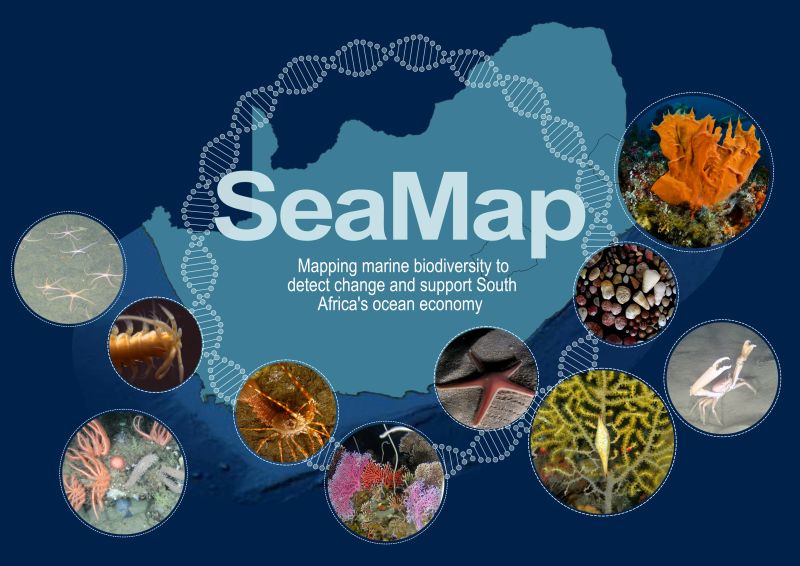 SeaMap
Mapping marine biodiversity to
detect change and support South
Africa's ocean economy